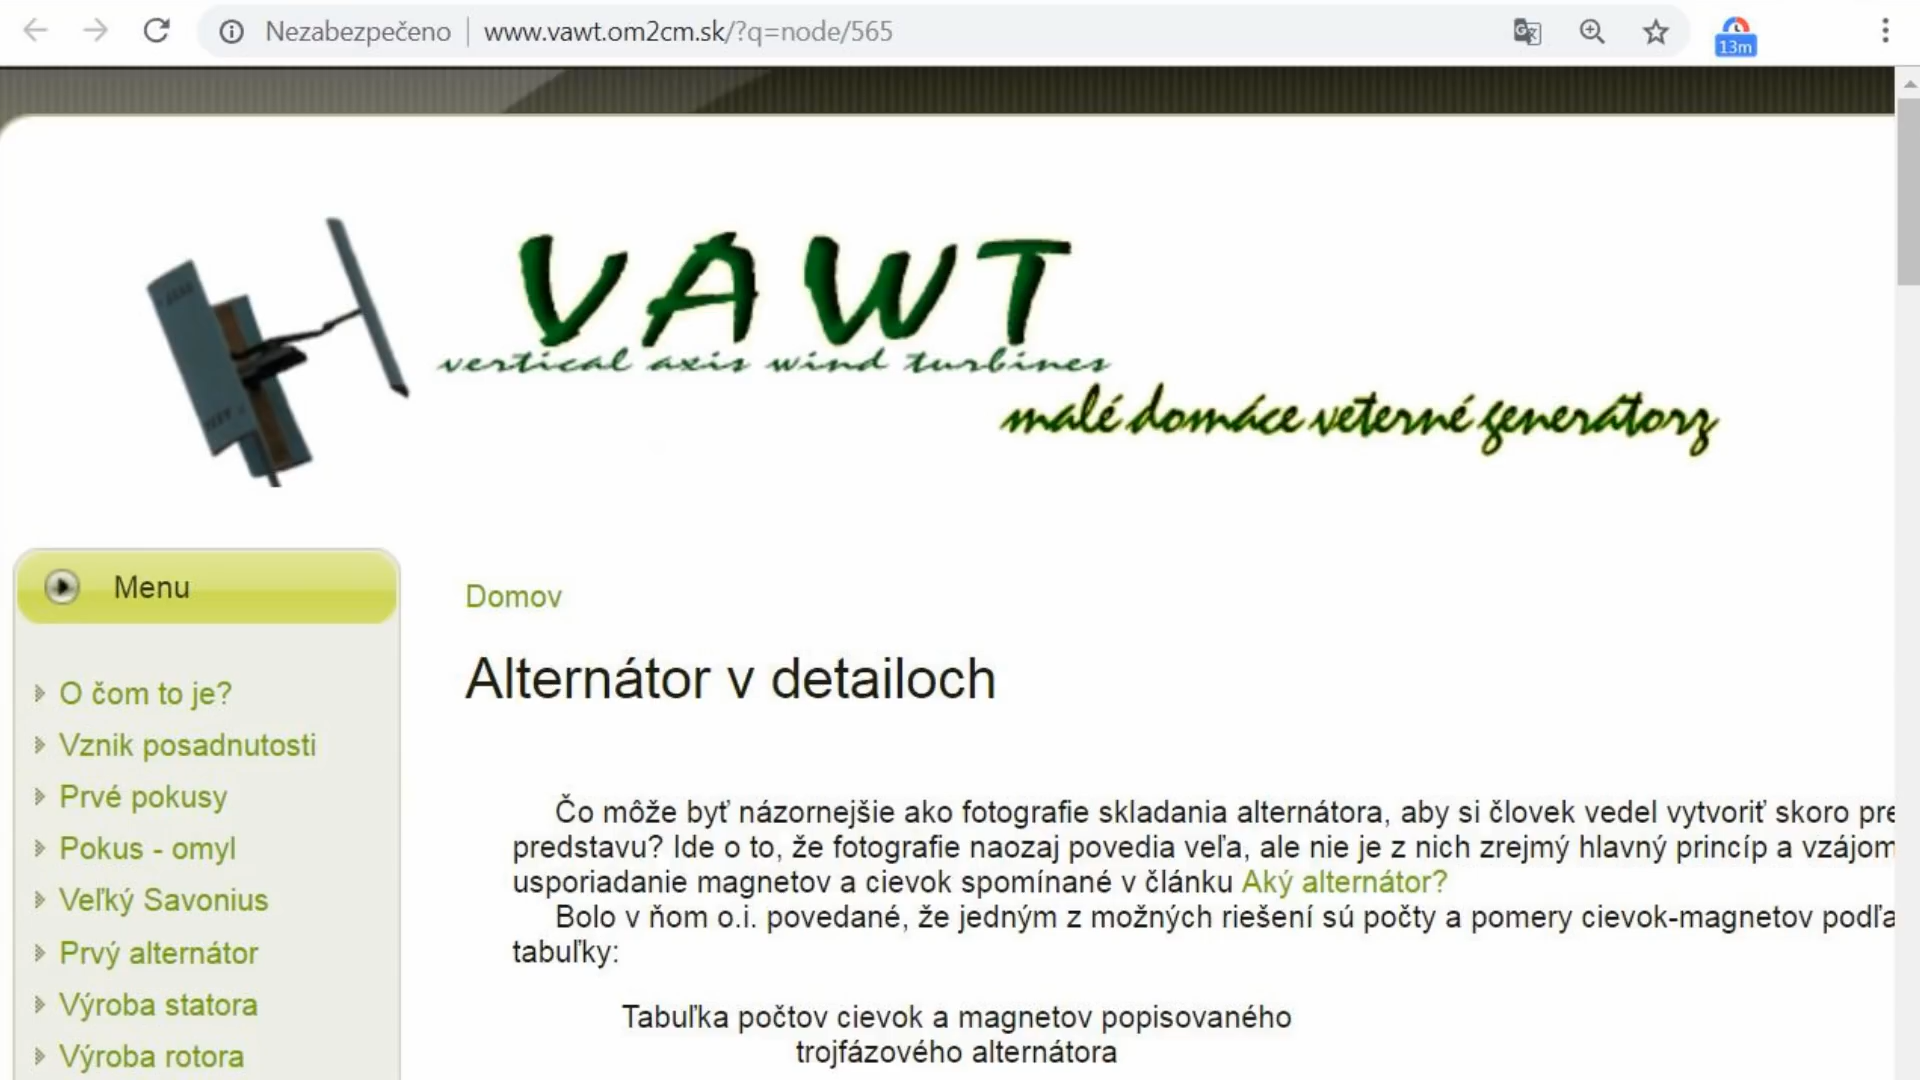 Nezabezpečeno www.vawt.om2cm.sk/?q=node/565
13m
VAWT
vertical axis wind turbines
malé domáce veterné generátorz
Menu
O čom to je?
Vznik posadnutosti
Prvé pokusy
Pokus - omyl
Veľký Savonius
Prvý alternátor
Výroba statora
Výroba rotora
Domov
Alternátor v detailoch
Čo môže byť názornejšie ako fotografie skladania alternátora, aby si človek vedel vytvoriť skoro pre
predstavu? Ide o to, že fotografie naozaj povedia veľa, ale nie je z nich zrejmý hlavný princíp a vzájom
usporiadanie magnetov a cievok spomínané v článku Aký alternátor?
Bolo v ňom o.i. povedané, že jedným z možných riešení sú počty a pomery cievok-magnetov podľa
tabuľky:
Tabuľka počtov cievok a magnetov popisovaného
trojfázového alternátora